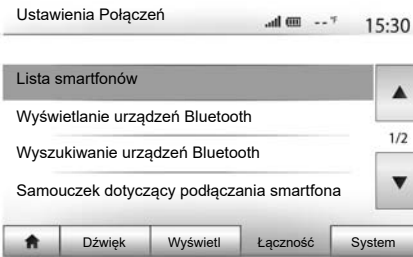 Ustawienia Połączeń
--°F 15:30
Lista smartfonów
Wyświetlanie urządzeń Bluetooth
1/2
Wyszukiwanie urządzeń Bluetooth
Samouczek dotyczący podłączania smartfona
Dźwięk Wyświetl Łączność System